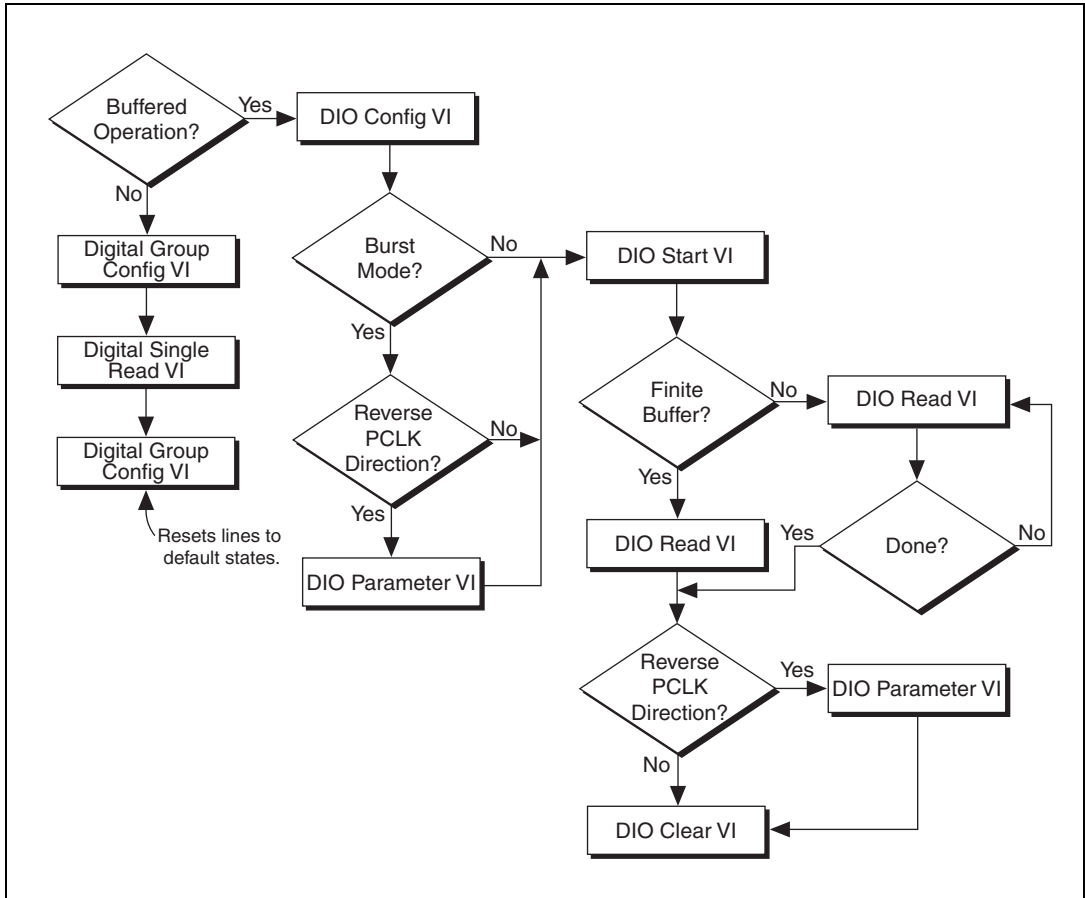 Buffered
Operation?
Yes
No
DIO Config VI
Digital Group
Config VI
Digital Single
Read VI
Digital Group
Config VI
Resets lines to
default states.
Burst
Mode?
No
Yes
Reverse
PCLK
Direction?
No
Yes
DIO Parameter VI
DIO Start VI
Finite
Buffer?
No
Yes
DIO Read VI
DIO Read VI
Done?
Yes
No
Reverse
PCLK
Direction?
Yes
No
DIO Parameter VI
DIO Clear VI